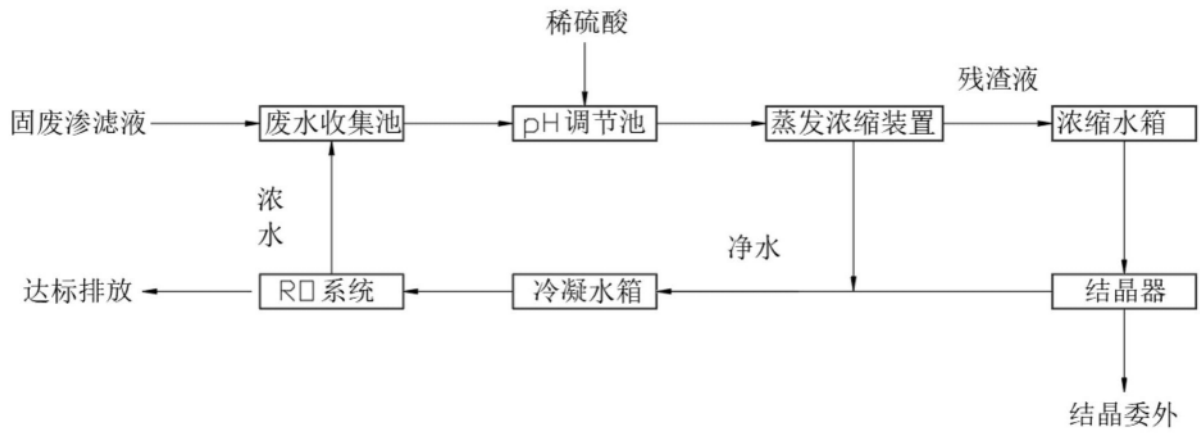 稀硫酸
残渣液
固废渗滤液
废水收集池
pH调节池
蒸发浓缩装置
浓缩水箱
浓
水
净水
达标排放
RO系统
冷凝水箱
结晶器
结晶委外